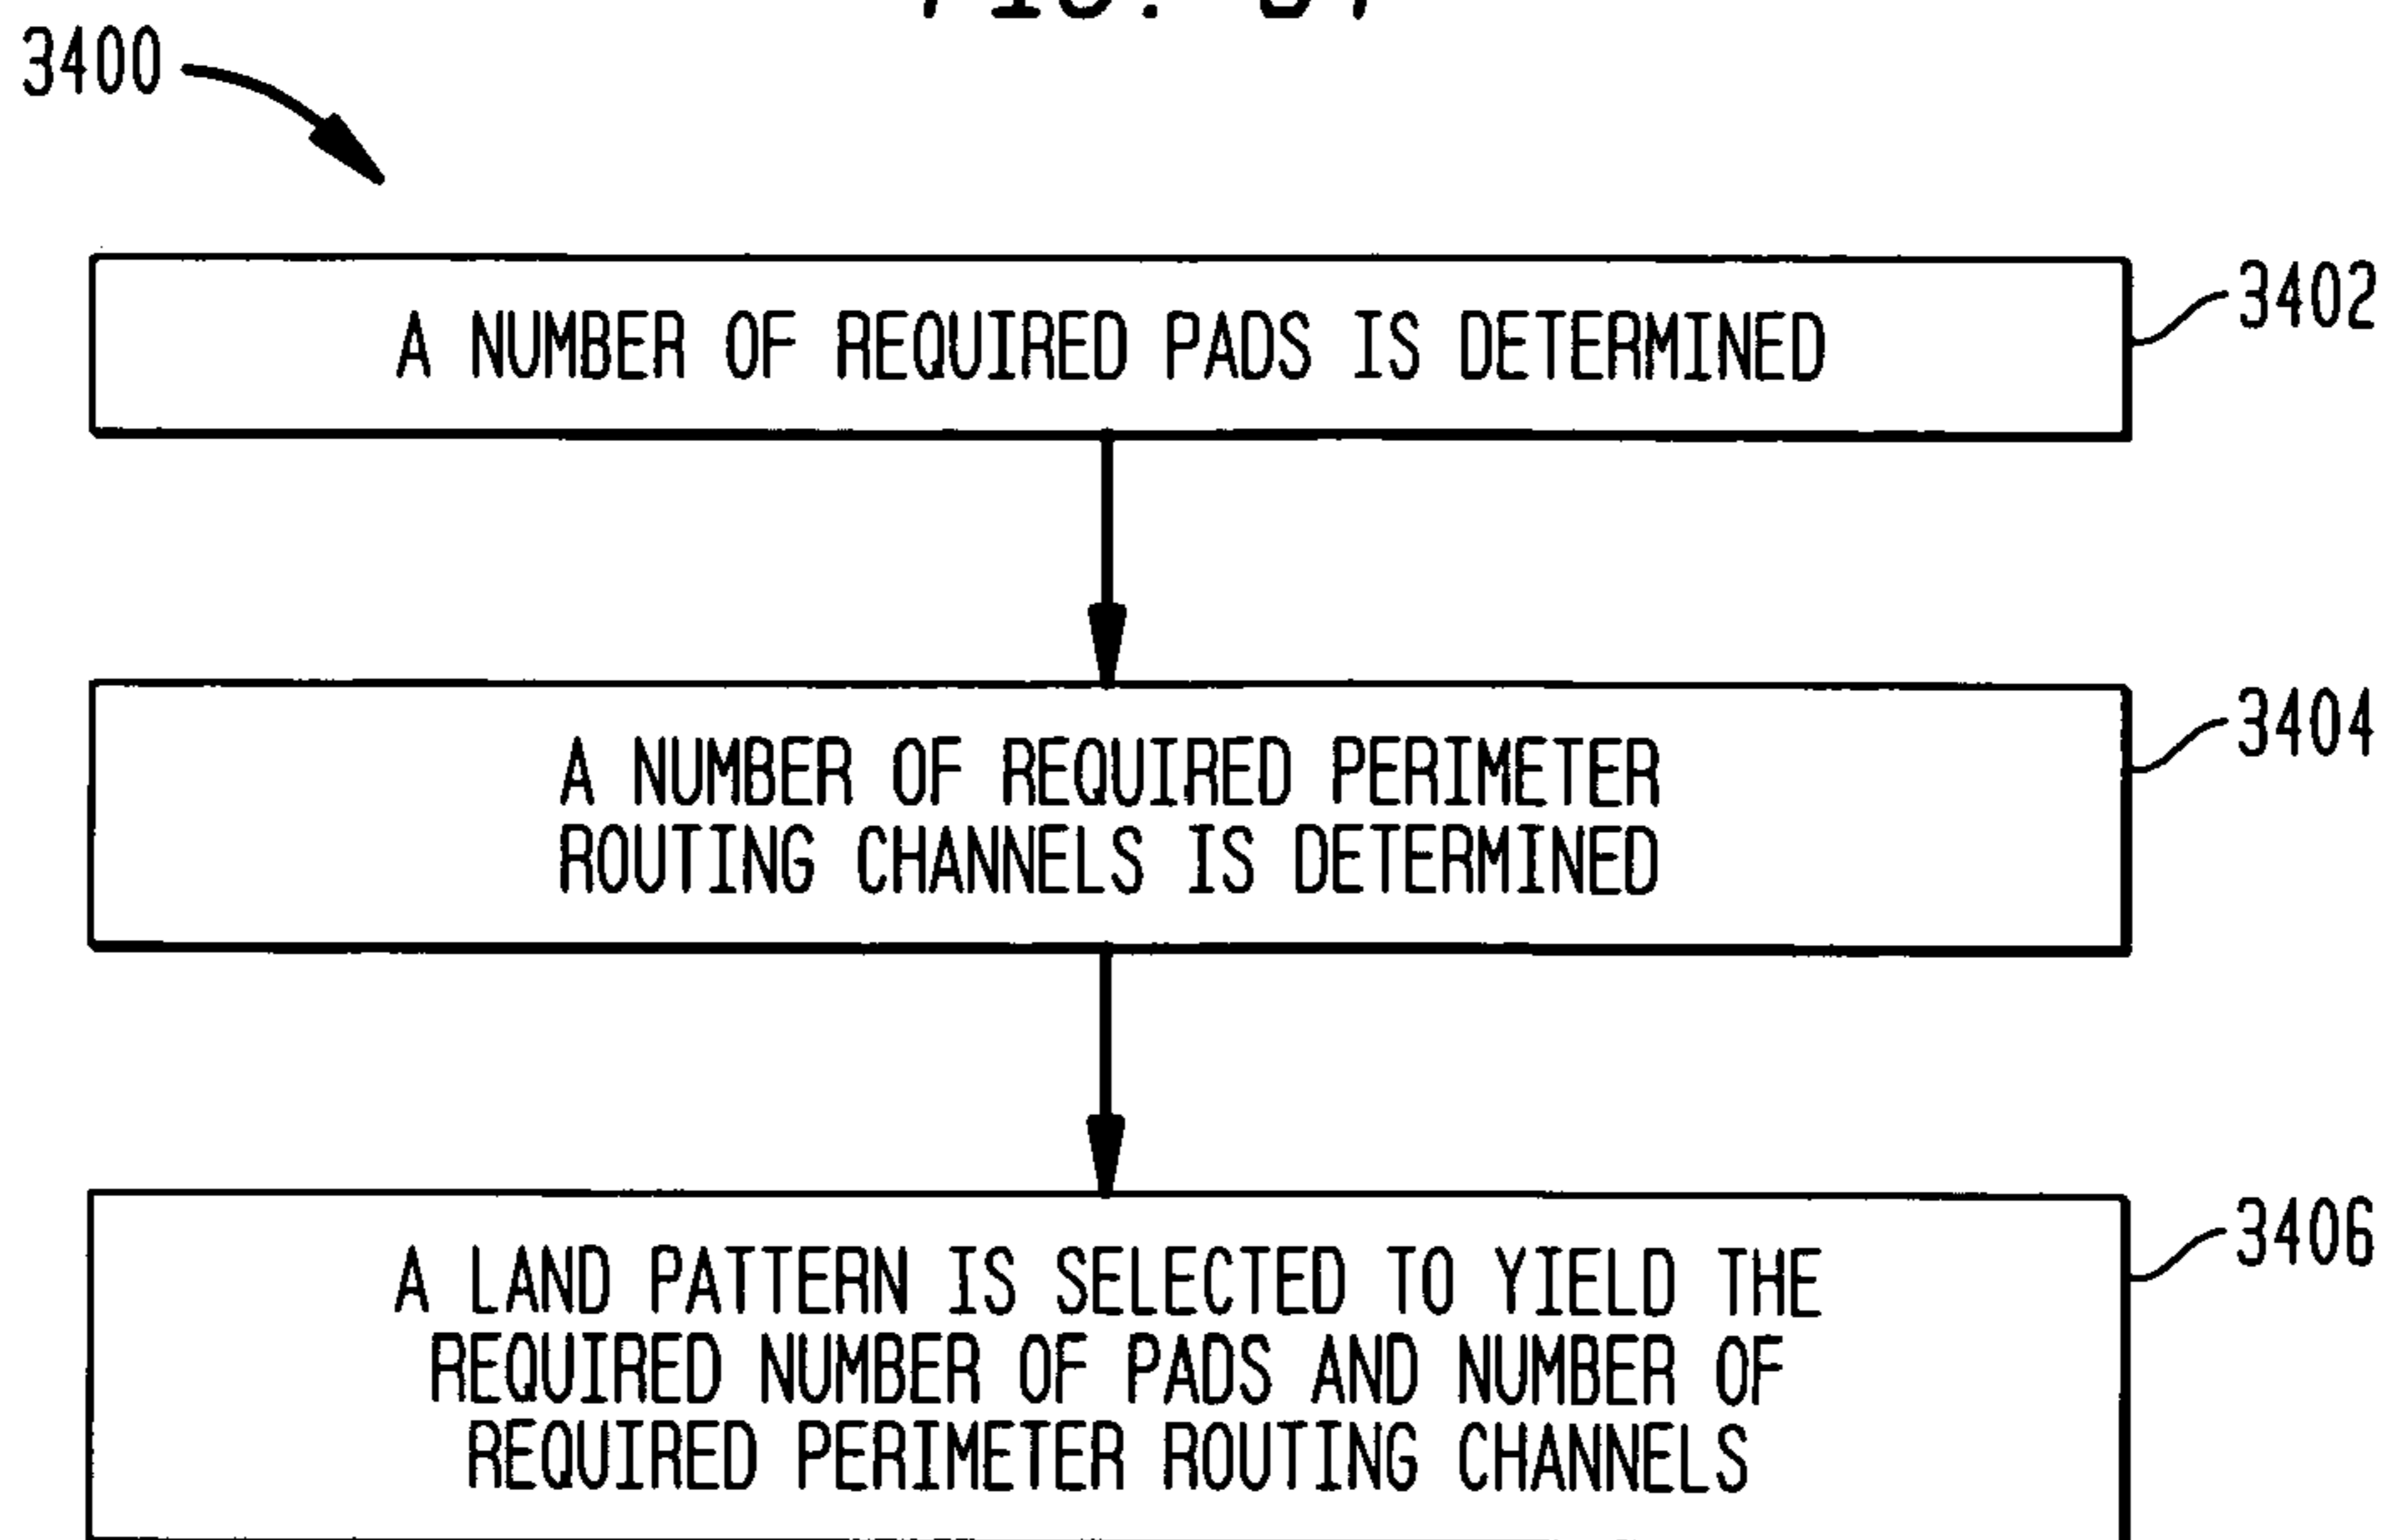 3400
A NUMBER OF REQUIRED PADS IS DETERMINED
3402
A NUMBER OF REQUIRED PERIMETER
ROUTING CHANNELS IS DETERMINED
3404
A LAND PATTERN IS SELECTED TO YIELD THE
REQUIRED NUMBER OF PADS AND NUMBER OF
REQUIRED PERIMETER ROUTING CHANNELS
3406